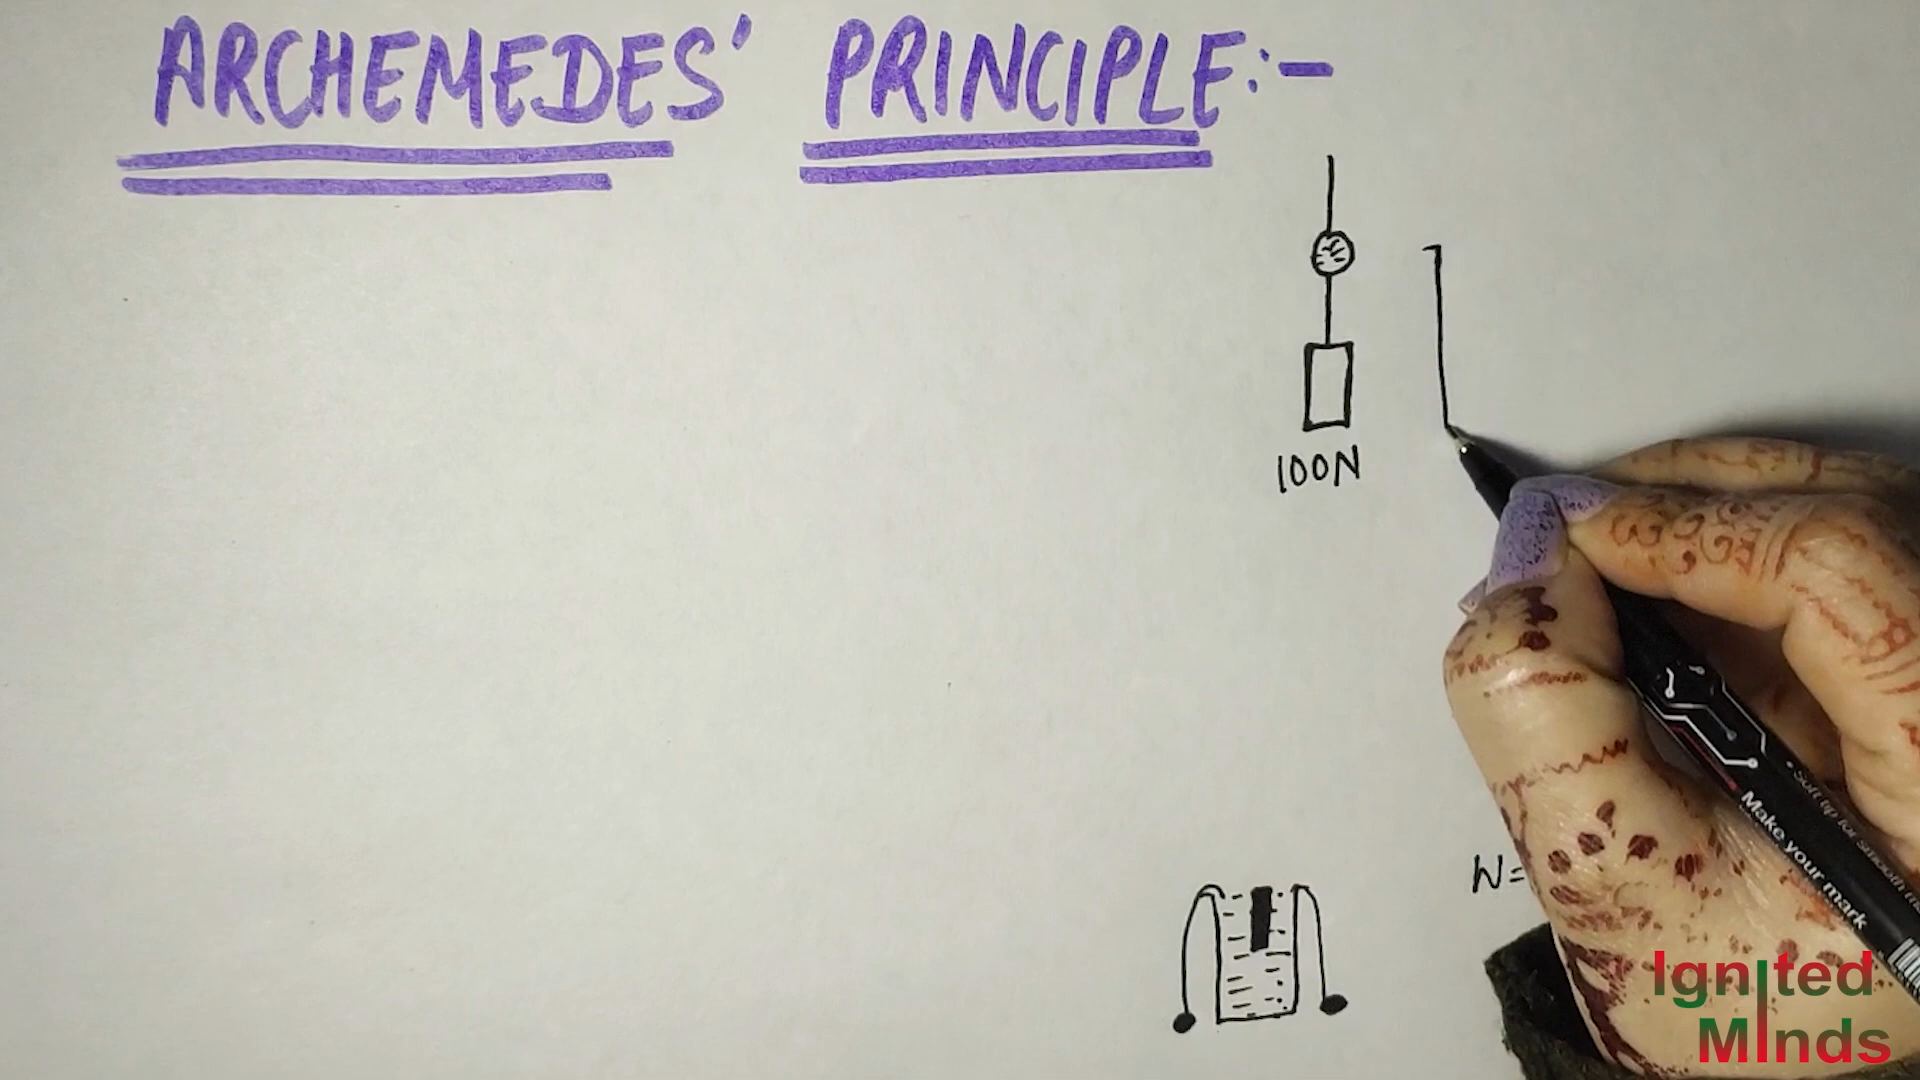 ARCHEMEDES' PRINCIPLE:-
100N
W=
Make your mark
Ignited
Minds